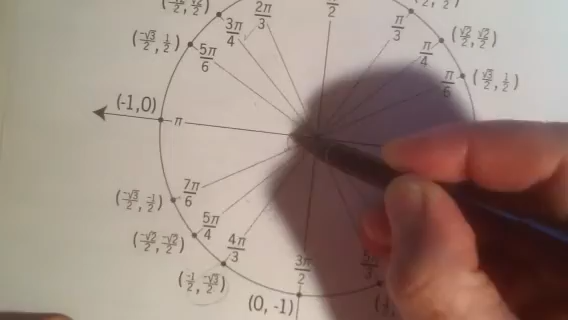 2π/3
π/2
3π/4
π/3
(√2/2, √2/2)
(-√3/2, 1/2)
5π/6
π/4
π/6
(√3/2, 1/2)
(-1,0)
π
7π/6
(-√3/2, -1/2)
5π/4
(-√2/2, -√2/2)
4π/3
(-1/2, -√3/2)
3π/2
5π/3
(0, -1)